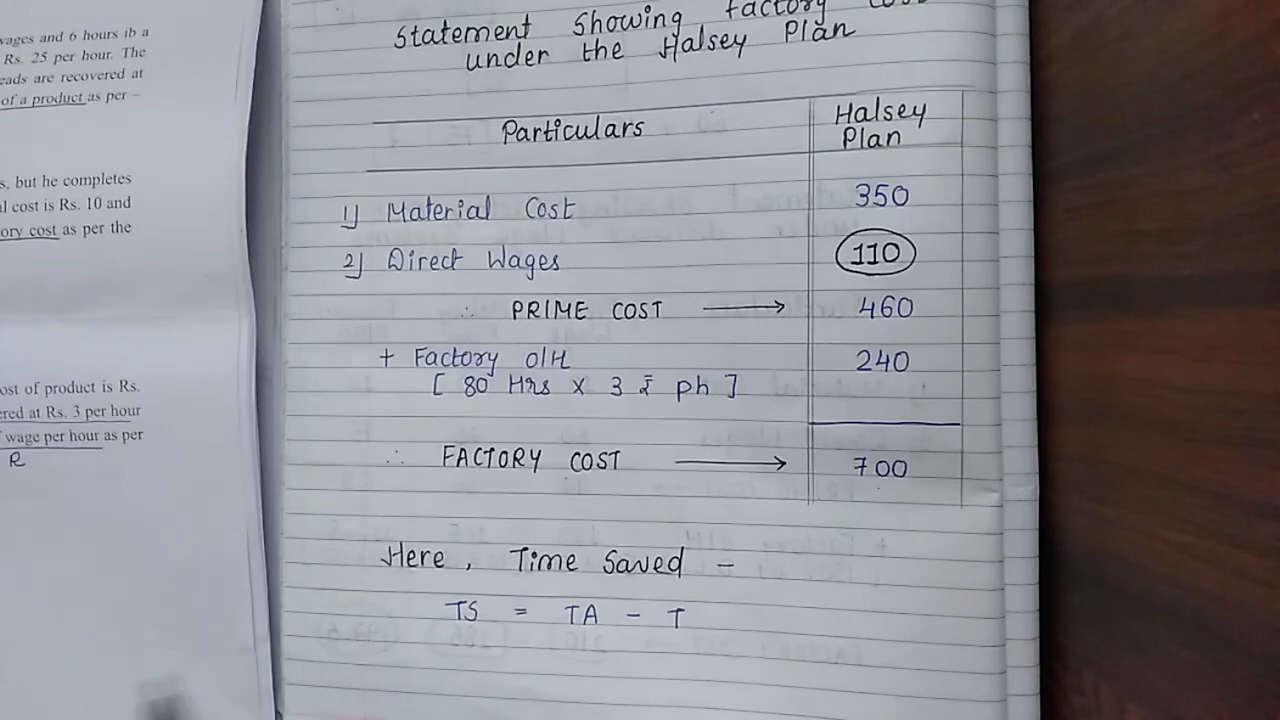 wages and 6 hours ib a
Rs. 25 per hour. The
eads are recovered at
of a product as per –
s, but he completes
l cost is Rs. 10 and
ory cost as per the
ost of product is Rs.
ered at Rs. 3 per hour
wage per hour as per
R
Statement Showing Factory Cost
under the Halsey Plan
Particulars Halsey Plan
1) Material Cost 350
2) Direct Wages 110
∴ PRIME COST → 460
+ Factory O/H 240
[ 80 Hrs x 3 ₹ ph ]
∴ FACTORY COST → 700
Here, Time Saved –
TS = TA – T